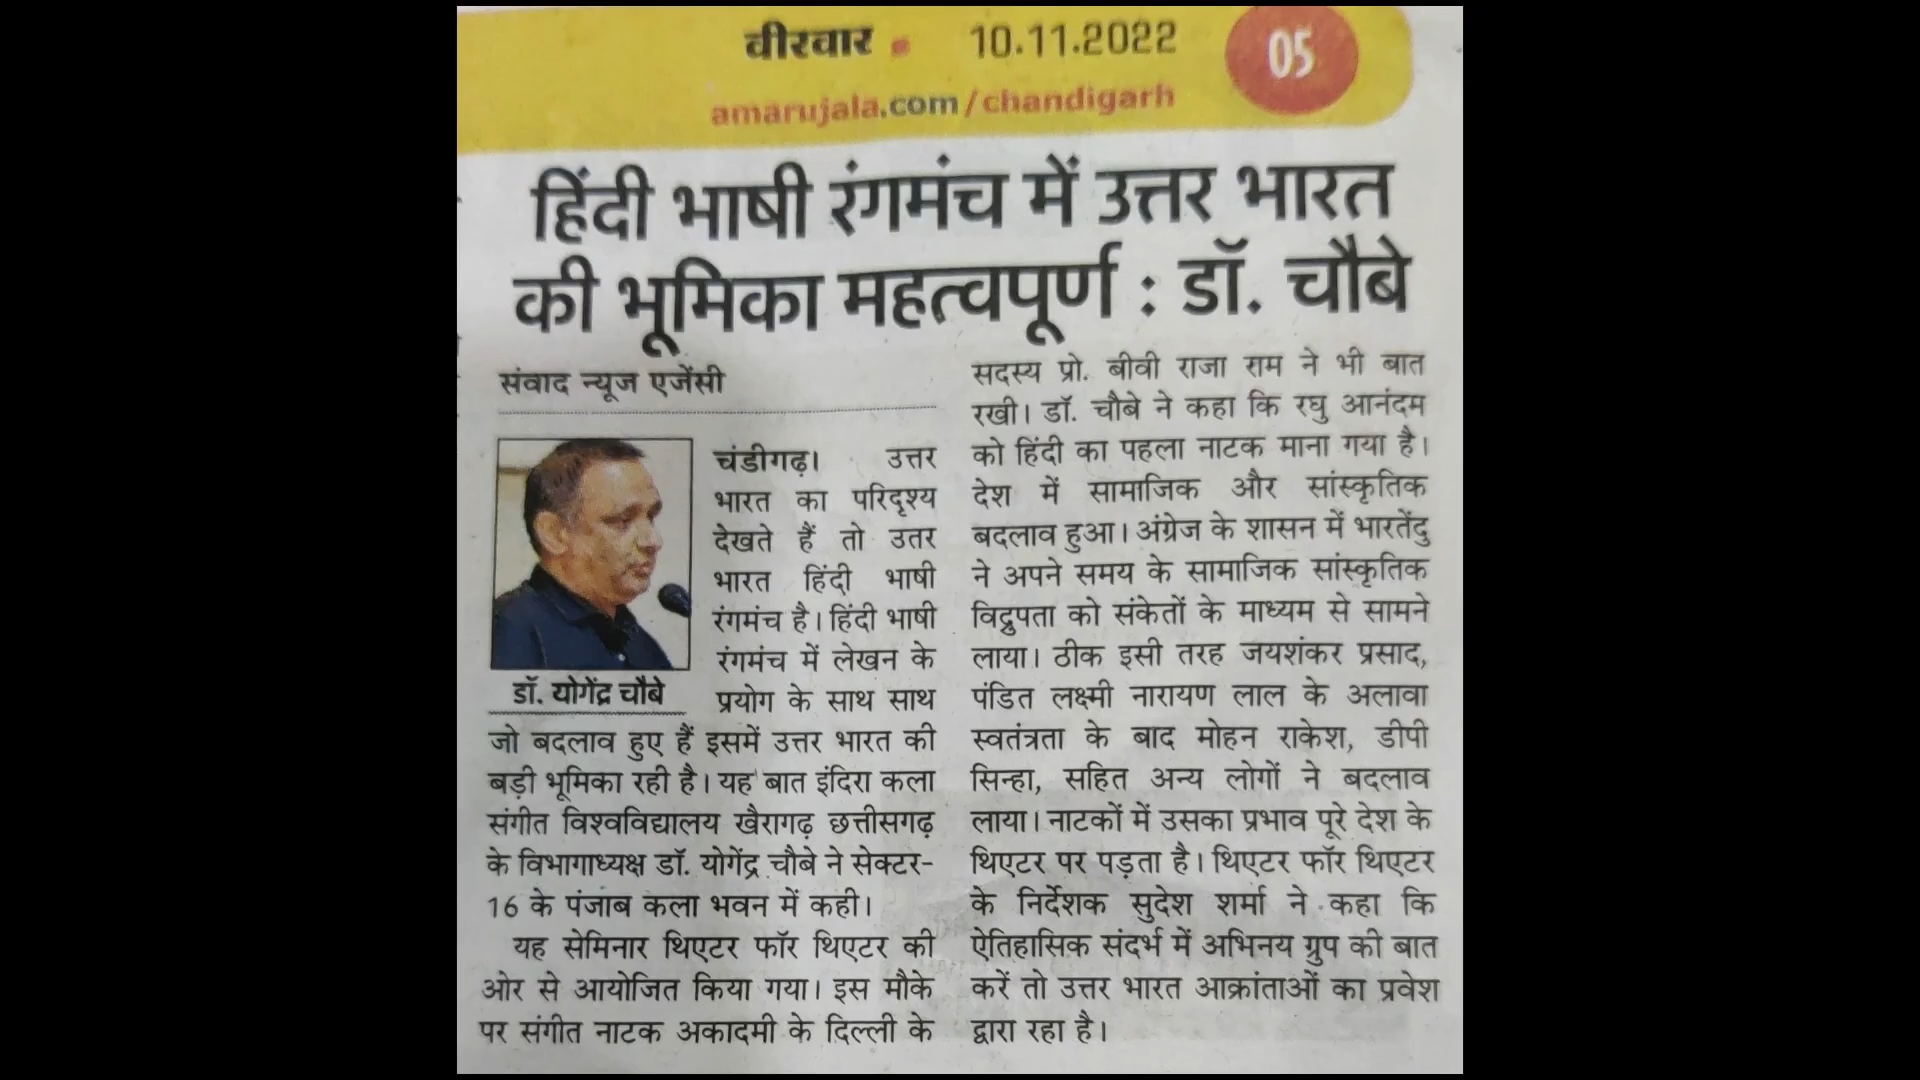 वीरवार • 10.11.2022
05
amarujala.com/chandigarh
हिंदी भाषी रंगमंच में उत्तर भारत
की भूमिका महत्वपूर्ण : डॉ. चौबे
संवाद न्यूज एजेंसी
डॉ. योगेंद्र चौबे
चंडीगढ़। उत्तर
भारत का परिदृश्य
देखते हैं तो उतर
भारत हिंदी भाषी
रंगमंच है। हिंदी भाषी
रंगमंच में लेखन के
प्रयोग के साथ साथ
जो बदलाव हुए हैं इसमें उत्तर भारत की
बड़ी भूमिका रही है। यह बात इंदिरा कला
संगीत विश्वविद्यालय खैरागढ़ छत्तीसगढ़
के विभागाध्यक्ष डॉ. योगेंद्र चौबे ने सेक्टर-
16 के पंजाब कला भवन में कही।
यह सेमिनार थिएटर फॉर थिएटर की
ओर से आयोजित किया गया। इस मौके
पर संगीत नाटक अकादमी के दिल्ली के
सदस्य प्रो. बीवी राजा राम ने भी बात
रखी। डॉ. चौबे ने कहा कि रघु आनंदम
को हिंदी का पहला नाटक माना गया है।
देश में सामाजिक और सांस्कृतिक
बदलाव हुआ। अंग्रेज के शासन में भारतेंदु
ने अपने समय के सामाजिक सांस्कृतिक
विद्रुपता को संकेतों के माध्यम से सामने
लाया। ठीक इसी तरह जयशंकर प्रसाद,
पंडित लक्ष्मी नारायण लाल के अलावा
स्वतंत्रता के बाद मोहन राकेश, डीपी
सिन्हा, सहित अन्य लोगों ने बदलाव
लाया। नाटकों में उसका प्रभाव पूरे देश के
थिएटर पर पड़ता है। थिएटर फॉर थिएटर
के निर्देशक सुदेश शर्मा ने कहा कि
ऐतिहासिक संदर्भ में अभिनय ग्रुप की बात
करें तो उत्तर भारत आक्रांताओं का प्रवेश
द्वारा रहा है।